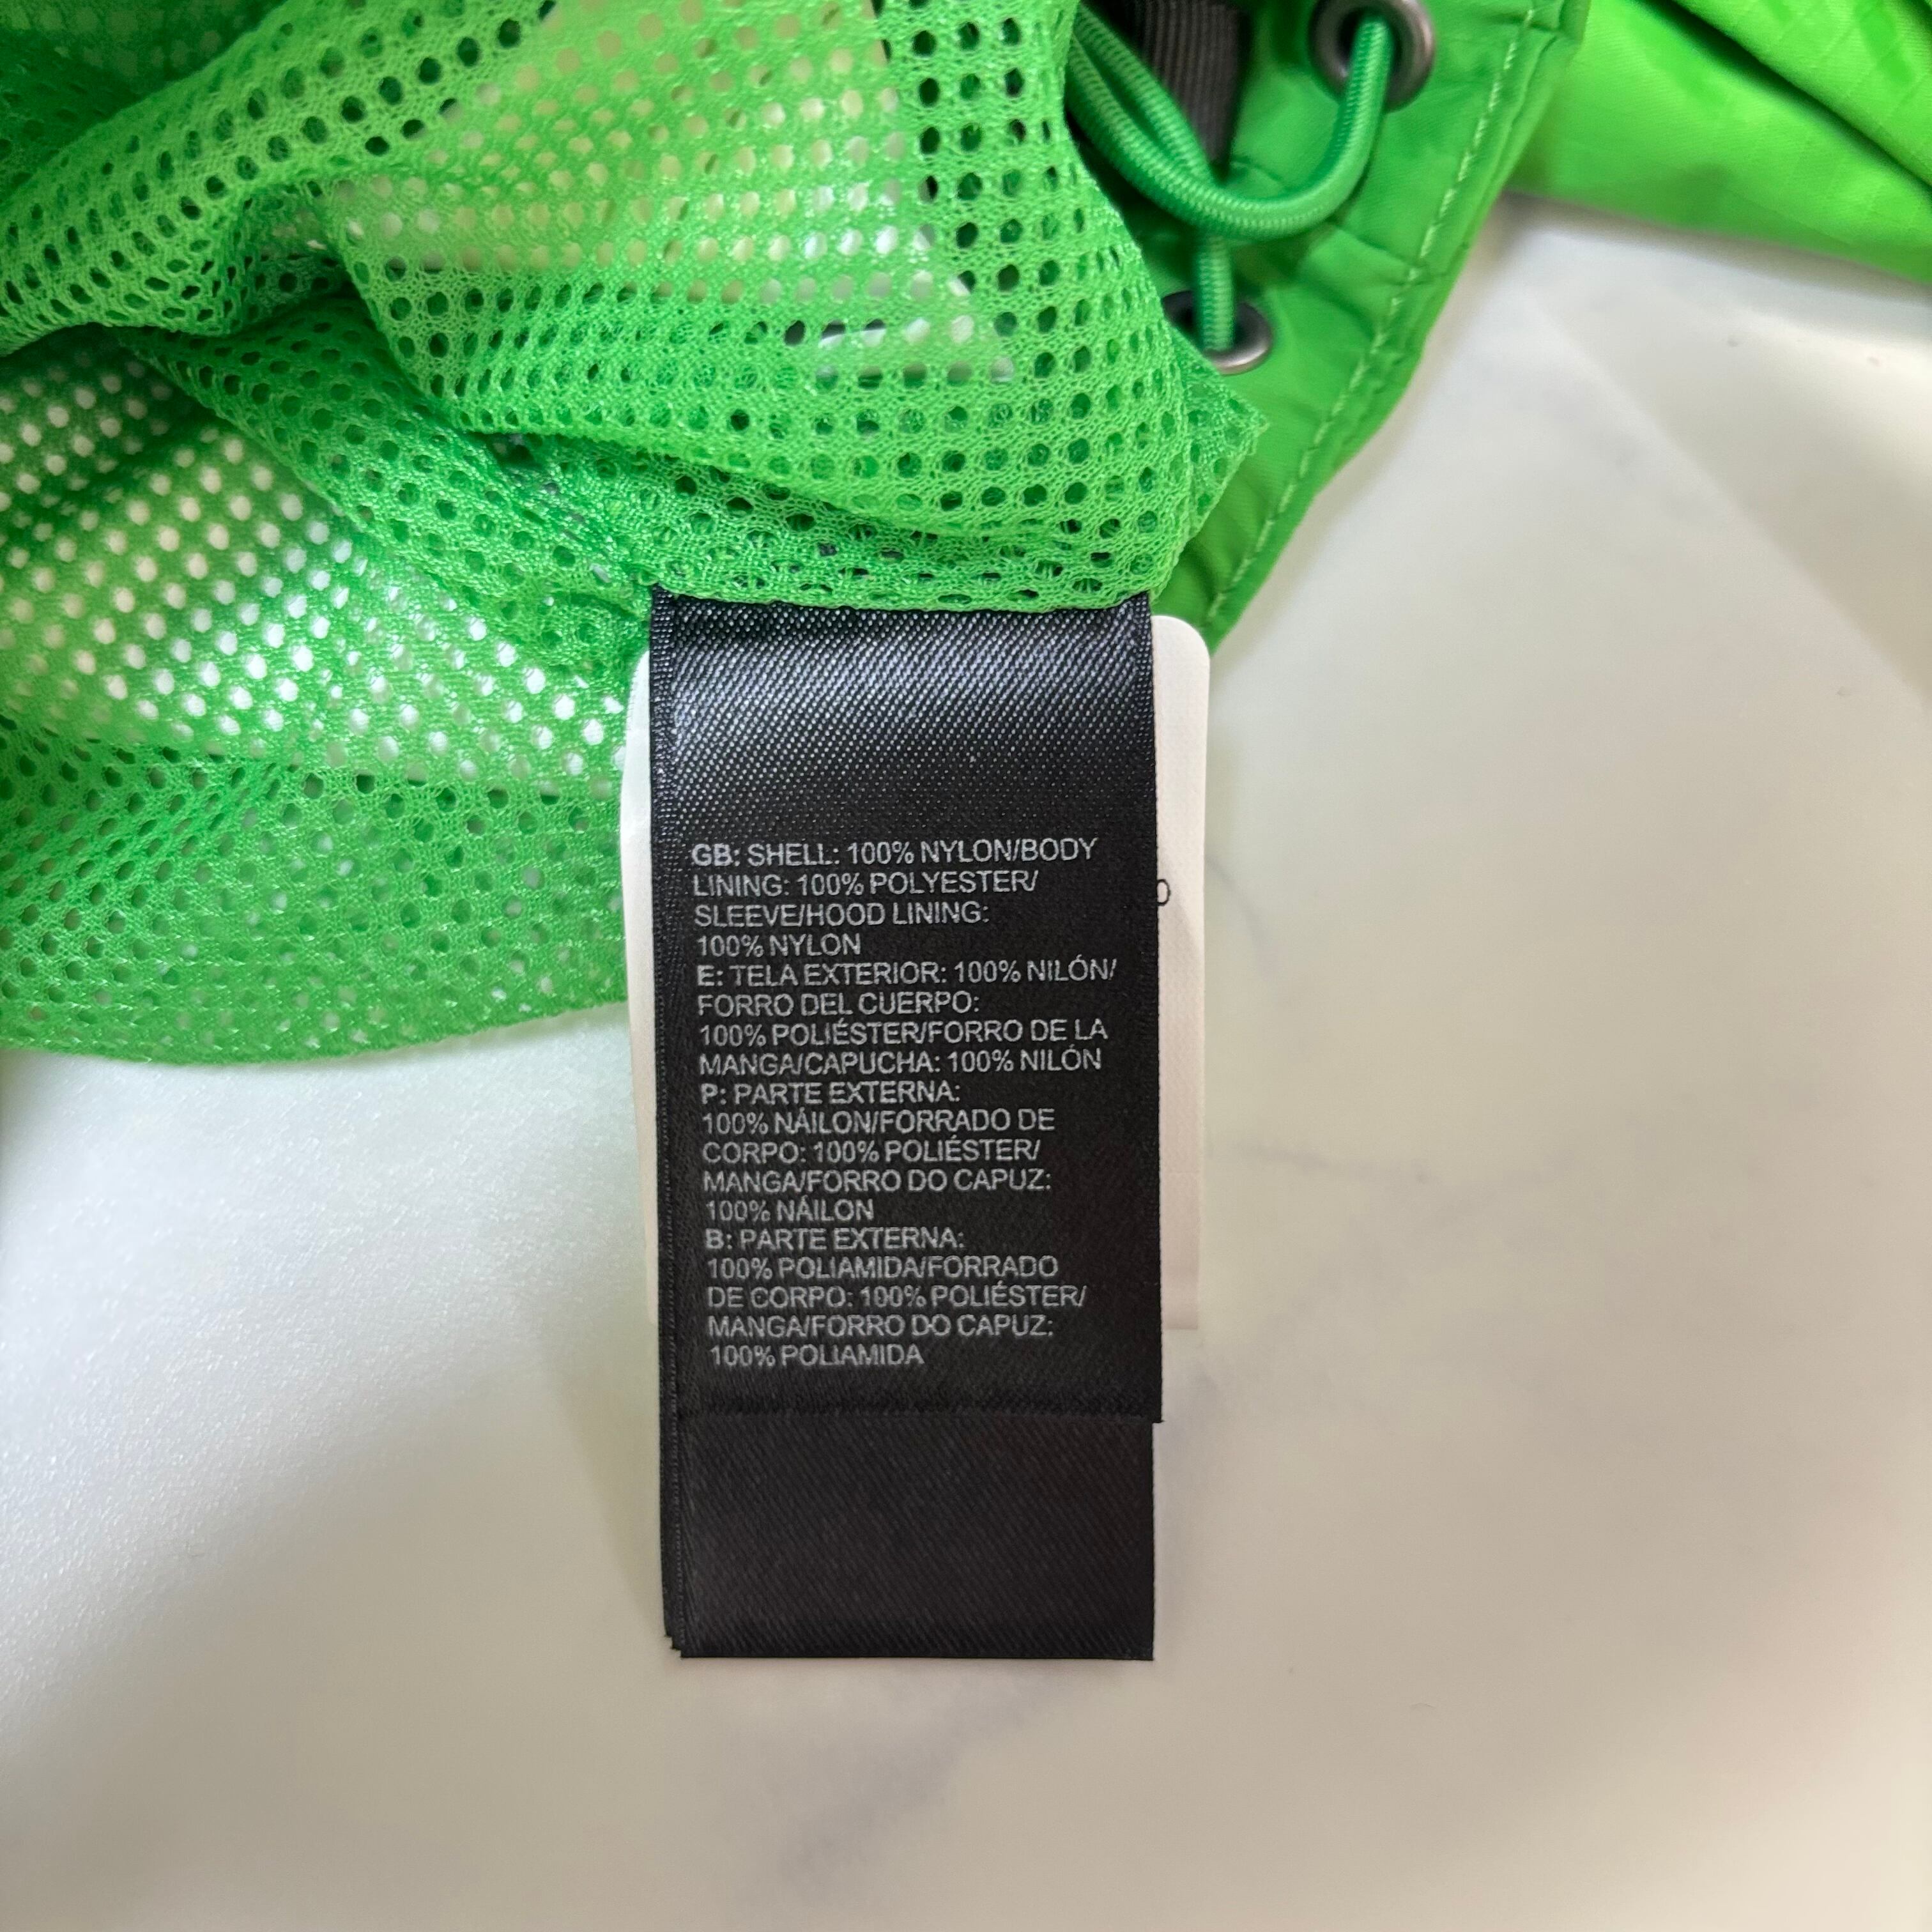 GB: SHELL: 100% NYLON/BODY
LINING: 100% POLYESTER/
SLEEVE/HOOD LINING:
100% NYLON
E: TELA EXTERIOR: 100% NILÓN/
FORRO DEL CUERPO:
100% POLIÉSTER/FORRO DE LA
MANGA/CAPUCHA: 100% NILÓN
P: PARTE EXTERNA:
100% NÁILON/FORRADO DE
CORPO: 100% POLIÉSTER/
MANGA/FORRO DO CAPUZ:
100% NÁILON
B: PARTE EXTERNA:
100% POLIAMIDA/FORRADO
DE CORPO: 100% POLIÉSTER/
MANGA/FORRO DO CAPUZ:
100% POLIAMIDA